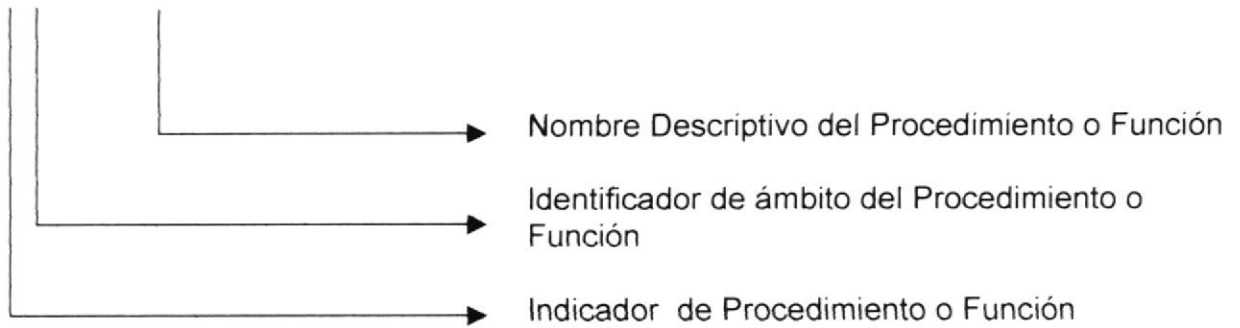 Nombre Descriptivo del Procedimiento o Función
Identificador de ámbito del Procedimiento o
Función
Indicador de Procedimiento o Función